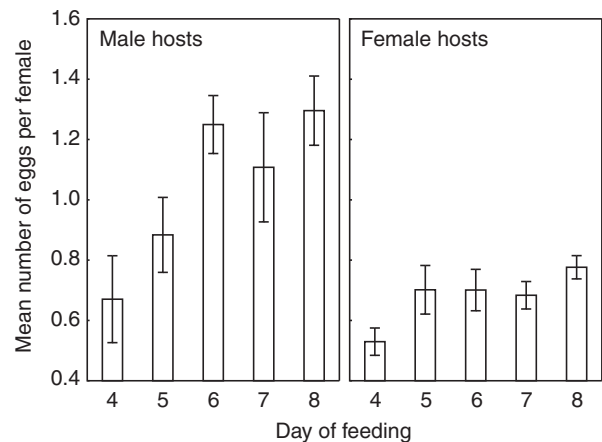 Mean number of eggs per female
1.6
1.4
1.2
1.0
0.8
0.6
0.4
Male hosts
Female hosts
4 5 6 7 8
4 5 6 7 8
Day of feeding